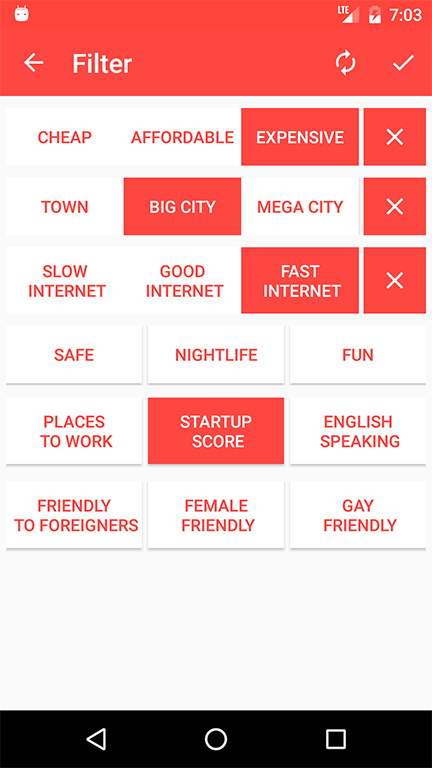 LTE 7:03
Filter
CHEAP AFFORDABLE EXPENSIVE
TOWN BIG CITY MEGA CITY
SLOW INTERNET GOOD INTERNET FAST INTERNET
SAFE NIGHTLIFE FUN
PLACES TO WORK STARTUP SCORE ENGLISH SPEAKING
FRIENDLY TO FOREIGNERS FEMALE FRIENDLY GAY FRIENDLY